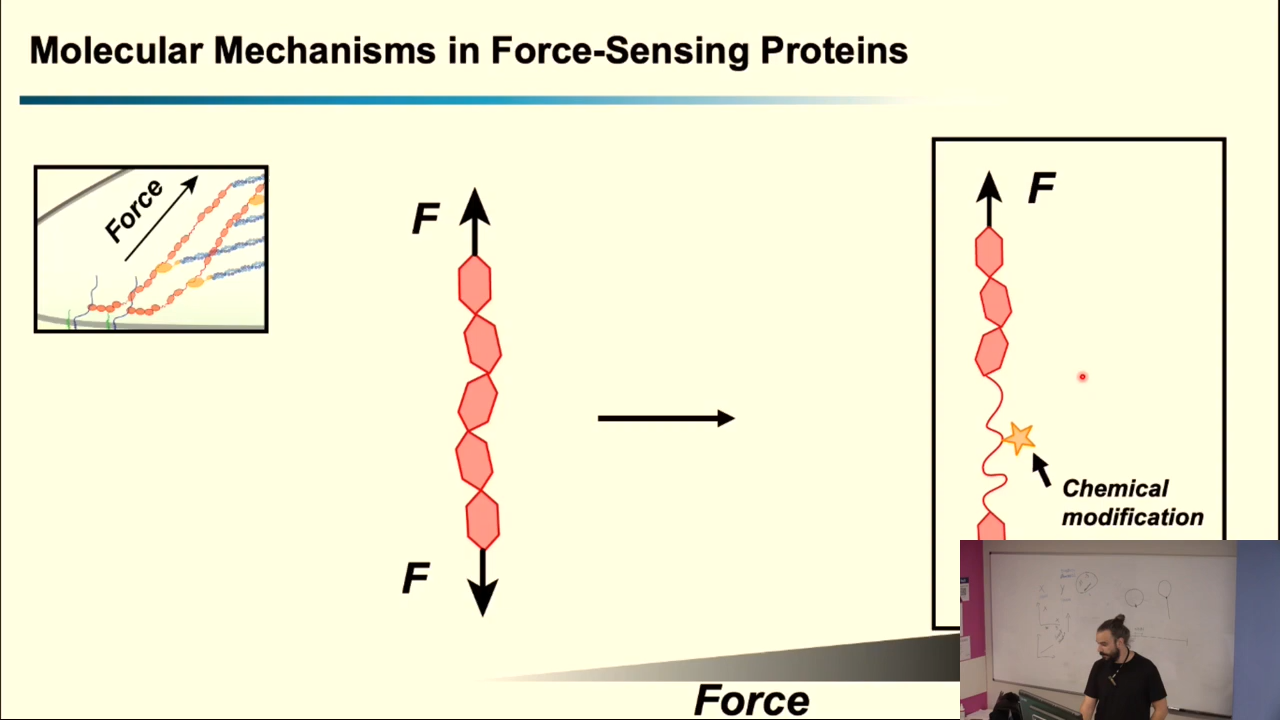 Molecular Mechanisms in Force-Sensing Proteins
Force
F
F
F
Chemical
modification
Force